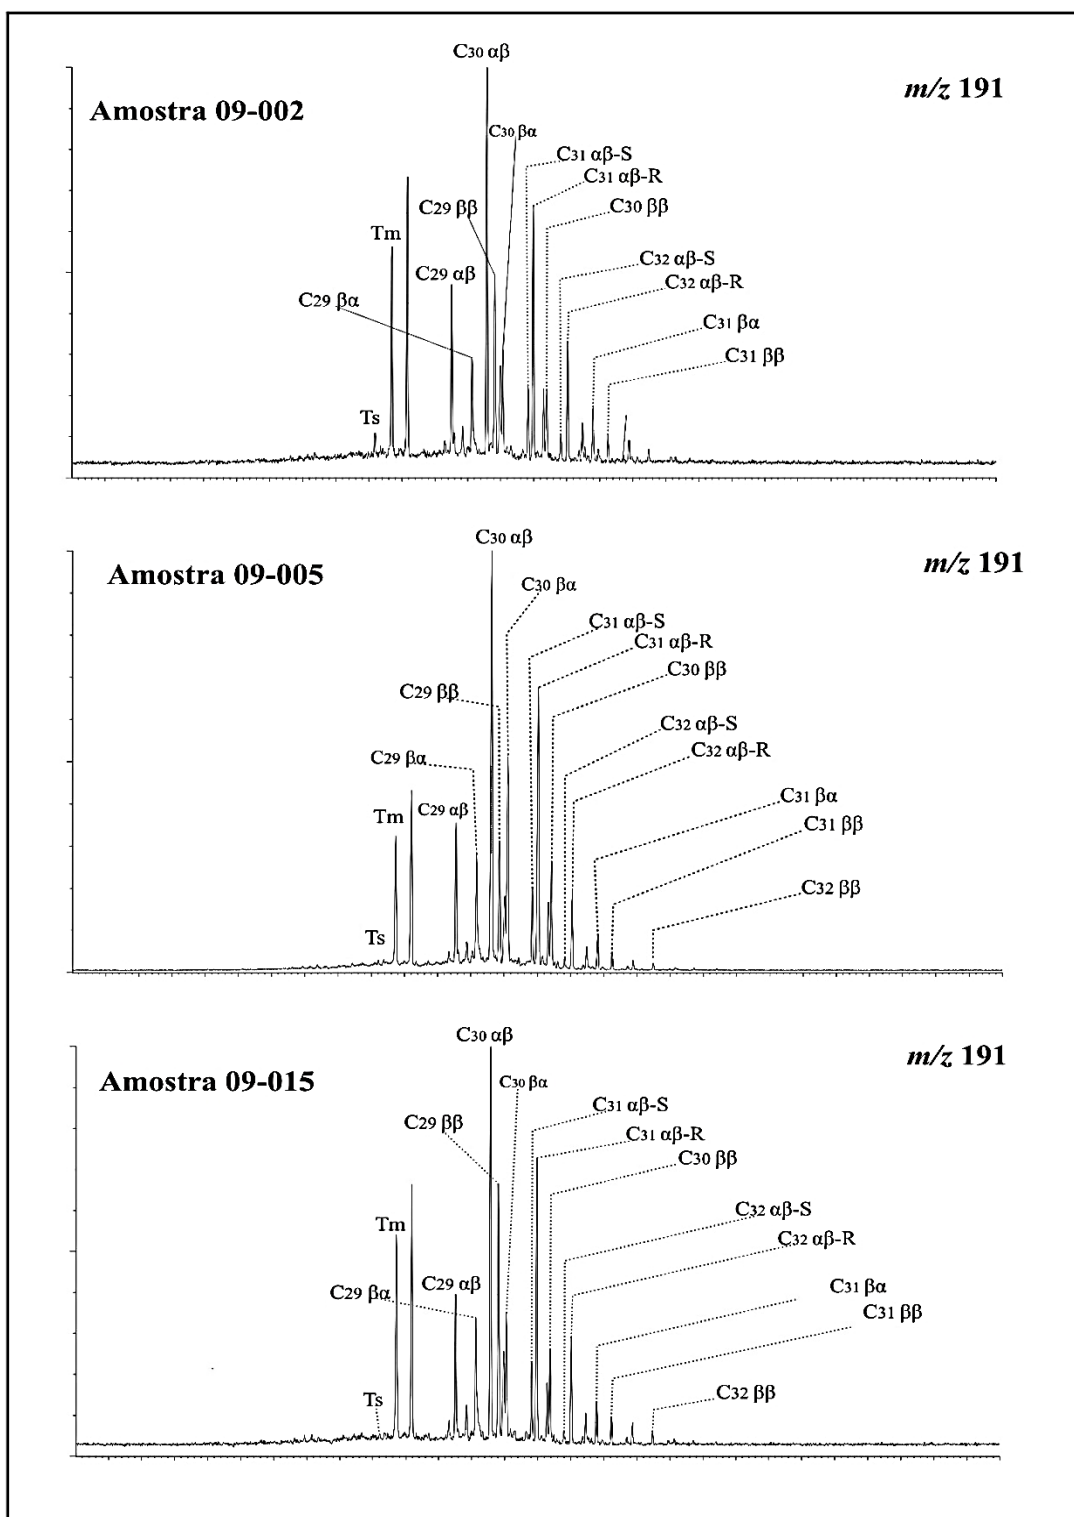 C30 αβ
Amostra 09-002
m/z 191
C30 βα
C31 αβ-S
C31 αβ-R
C29 ββ
C30 ββ
Tm
C32 αβ-S
C29 αβ
C32 αβ-R
C29 βα
C31 βα
C31 ββ
Ts
C30 αβ
Amostra 09-005
m/z 191
C30 βα
C31 αβ-S
C31 αβ-R
C30 ββ
C29 ββ
C32 αβ-S
C32 αβ-R
C29 βα
C31 βα
Tm
C29 αβ
C31 ββ
C32 ββ
Ts
C30 αβ
Amostra 09-015
m/z 191
C30 βα
C31 αβ-S
C29 ββ
C31 αβ-R
C30 ββ
C32 αβ-S
Tm
C32 αβ-R
C29 αβ
C29 βα
C31 βα
C31 ββ
Ts
C32 ββ